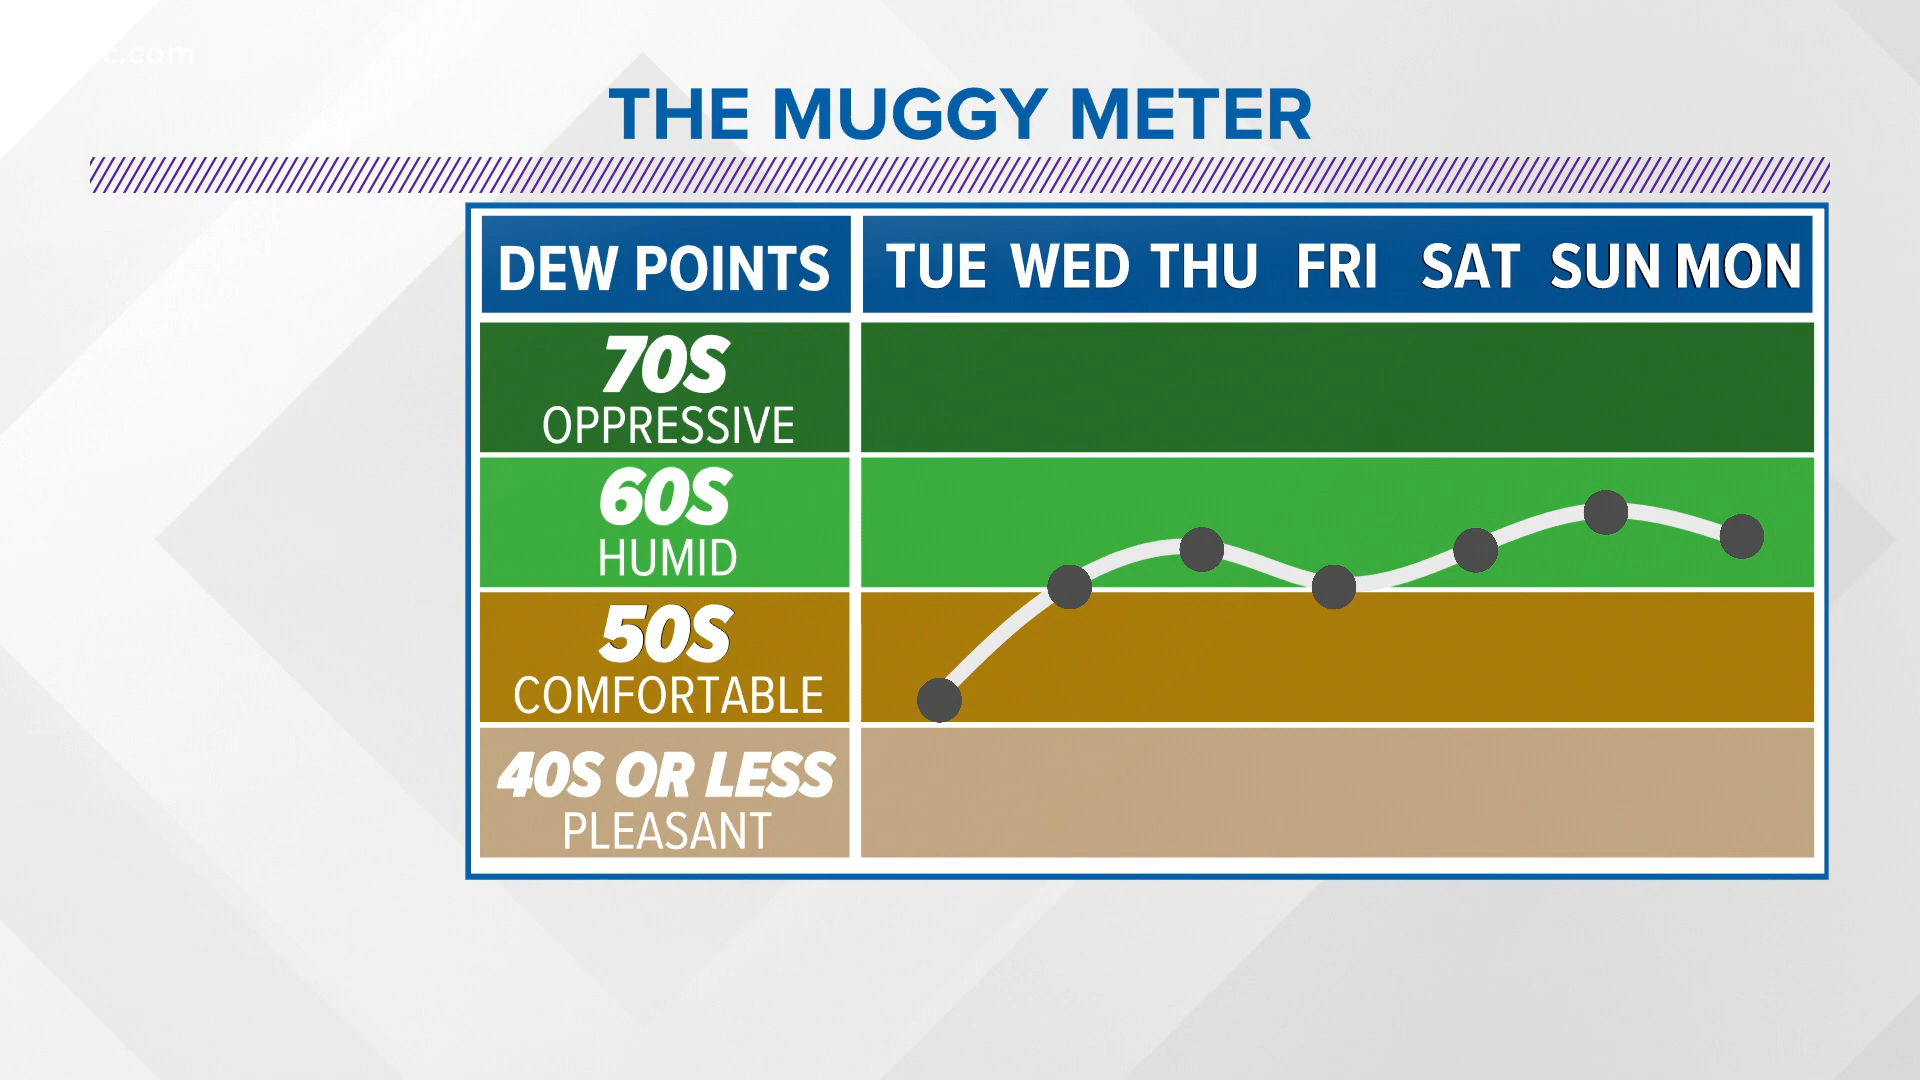 c.com
THE MUGGY METER
DEW POINTS TUE WED THU FRI SAT SUN MON
70S
OPPRESSIVE
60S
HUMID
50S
COMFORTABLE
40S OR LESS
PLEASANT